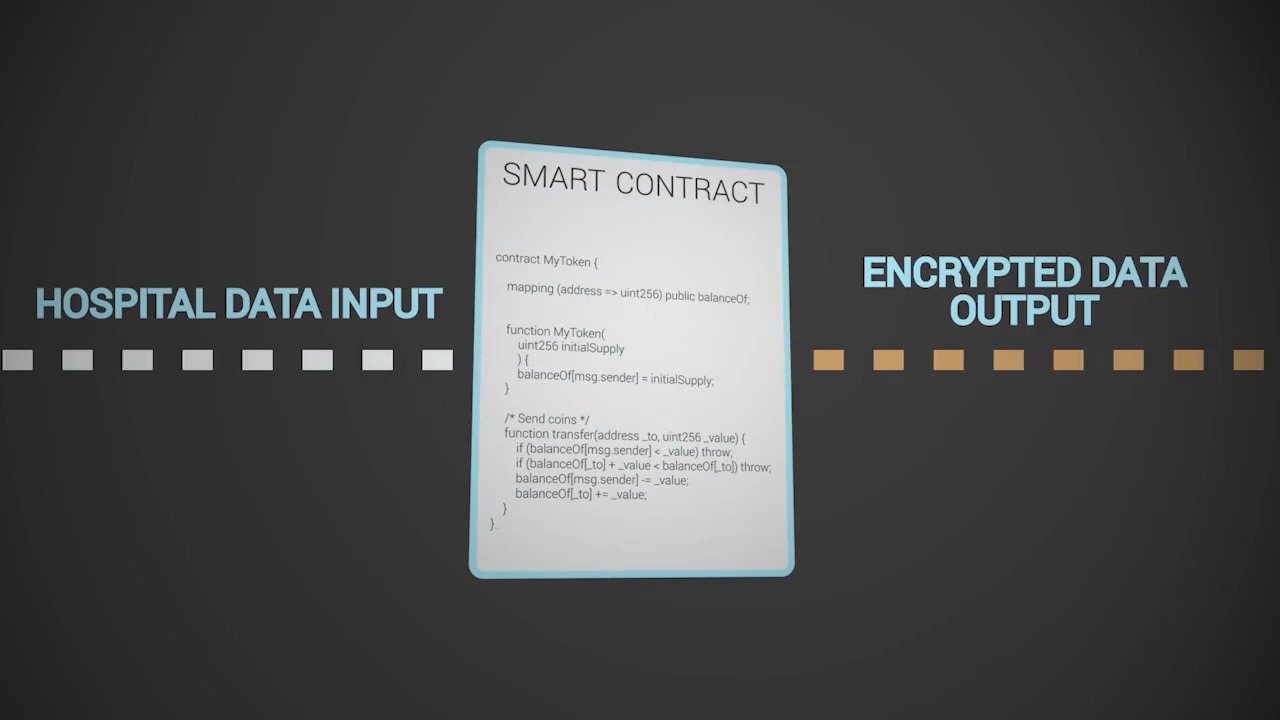 HOSPITAL DATA INPUT
SMART CONTRACT
contract MyToken {
mapping (address => uint256) public balanceOf;
function MyToken(
uint256 initialSupply
) {
balanceOf[msg.sender] = initialSupply;
}
/* Send coins */
function transfer(address _to, uint256 _value) {
if (balanceOf[msg.sender] < _value) throw;
if (balanceOf[_to] + _value < balanceOf[_to]) throw;
balanceOf[msg.sender] -= _value;
balanceOf[_to] += _value;
}
}
ENCRYPTED DATA
OUTPUT